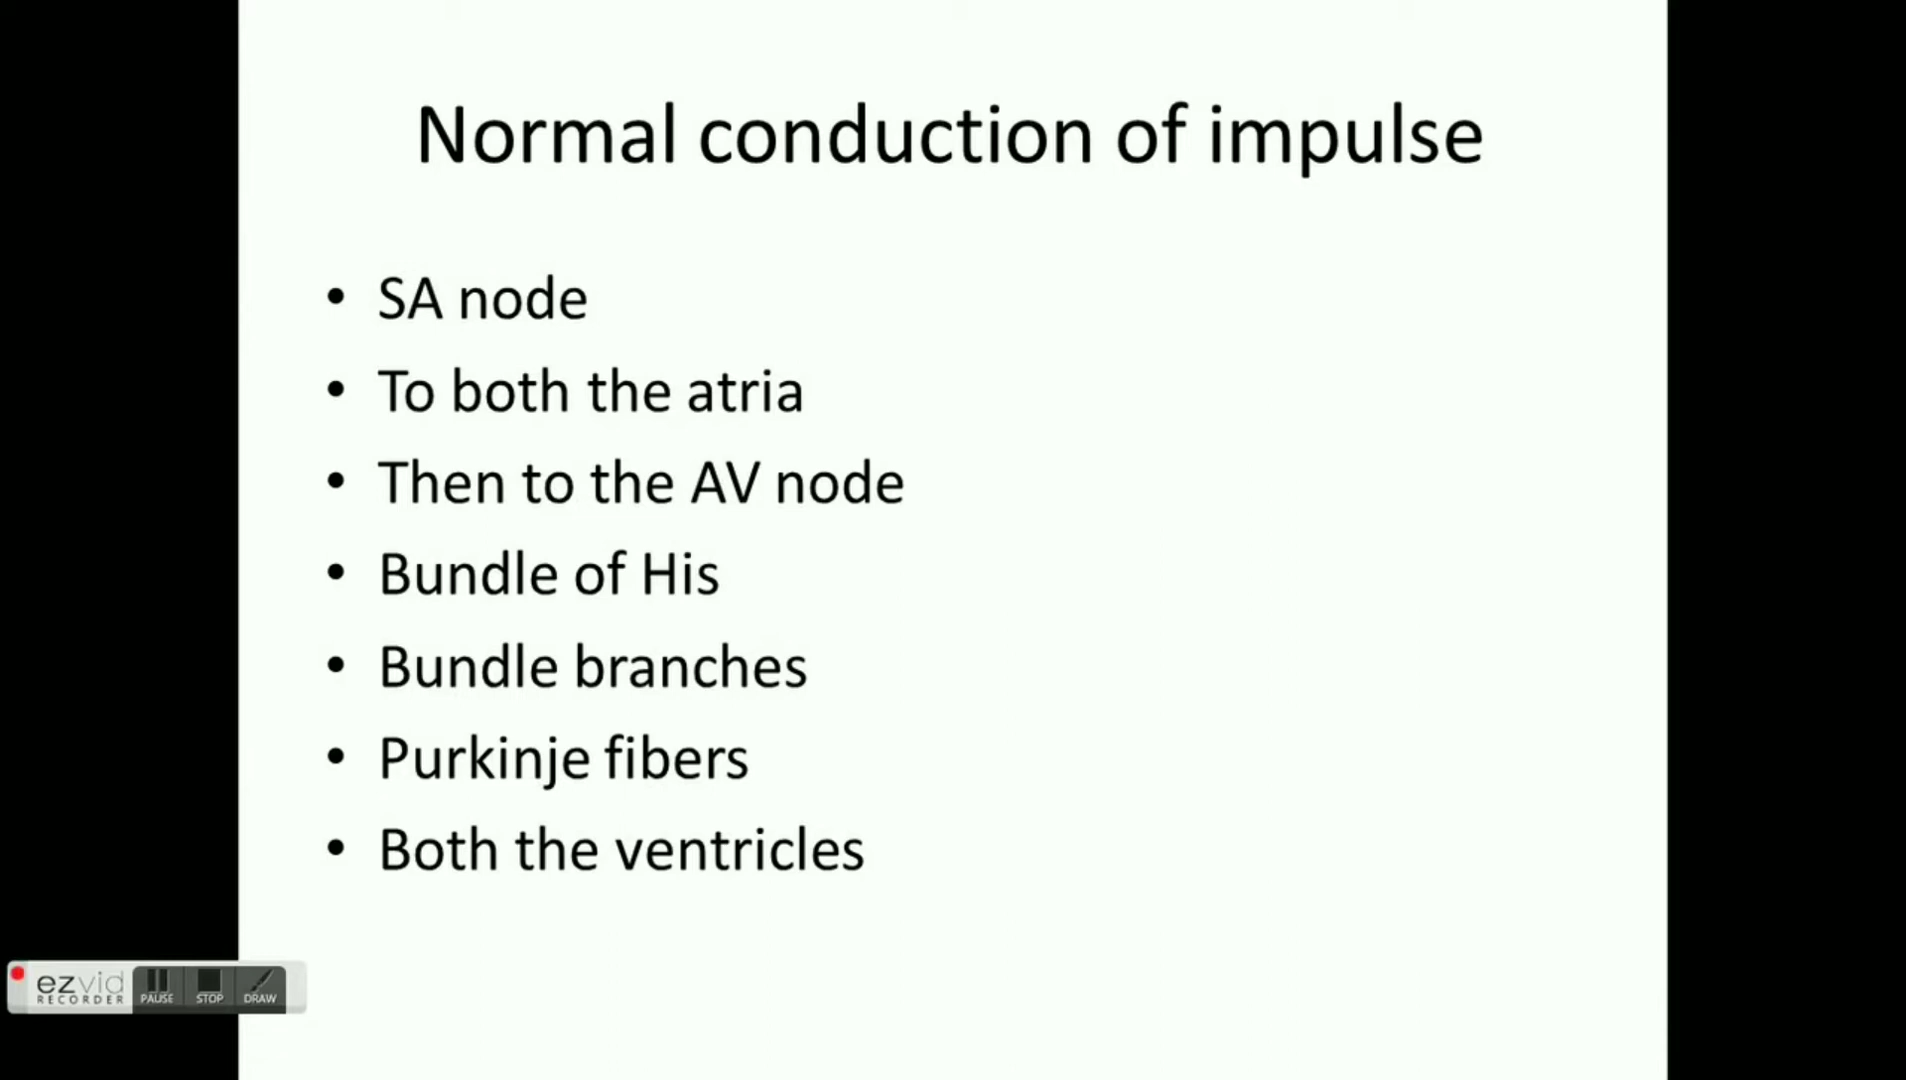 Normal conduction of impulse
• SA node
• To both the atria
• Then to the AV node
• Bundle of His
• Bundle branches
• Purkinje fibers
• Both the ventricles
ezvid
RECORDER
PAUSE STOP DRAW